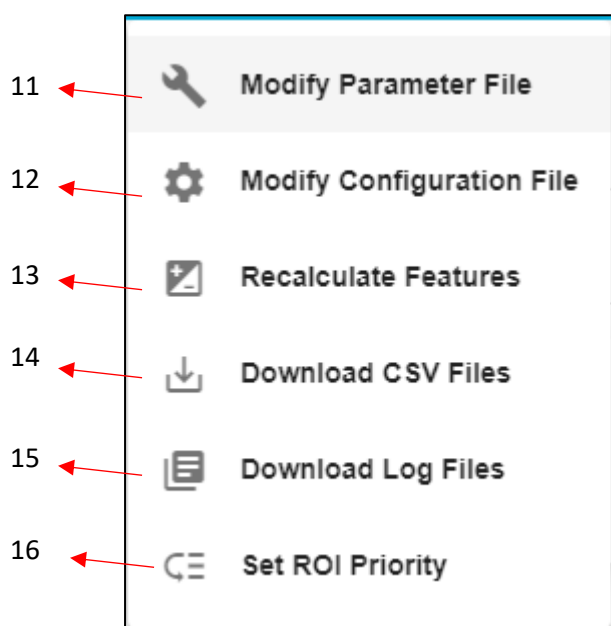 11 Modify Parameter File
12 Modify Configuration File
13 Recalculate Features
14 Download CSV Files
15 Download Log Files
16 Set ROI Priority